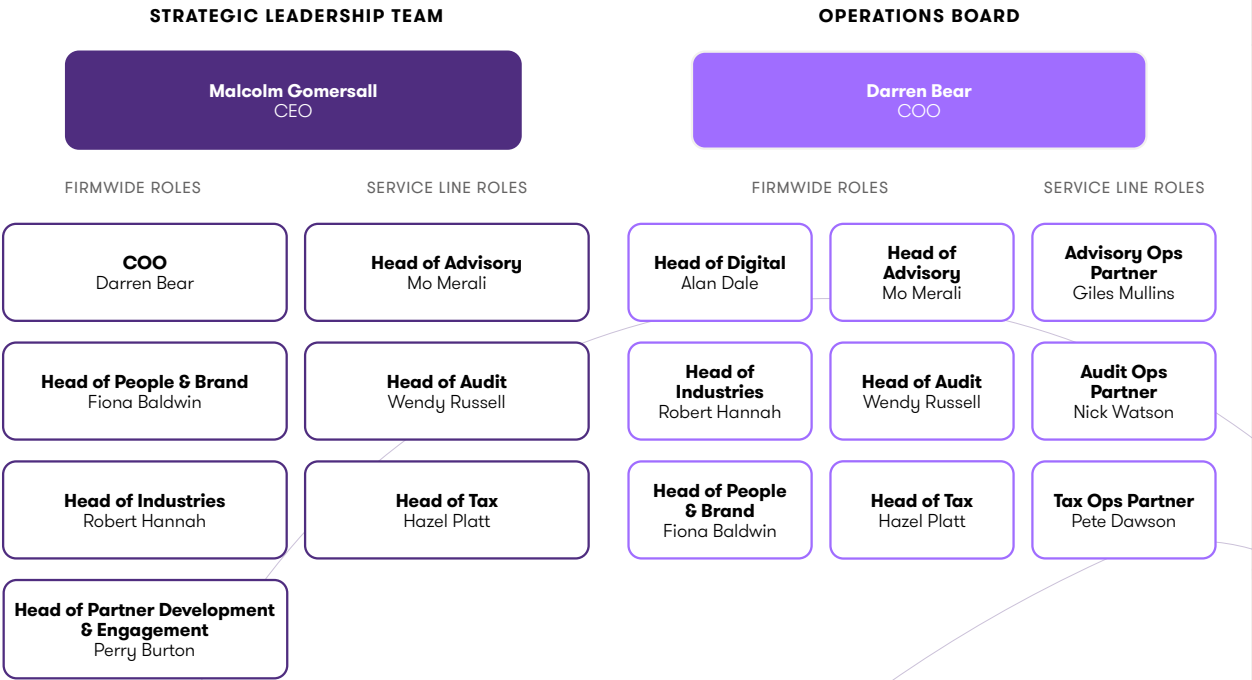 STRATEGIC LEADERSHIP TEAM
Malcolm Gomersall
CEO
FIRMWIDE ROLES
SERVICE LINE ROLES
COO
Darren Bear
Head of Advisory
Mo Merali
Head of People & Brand
Fiona Baldwin
Head of Audit
Wendy Russell
Head of Industries
Robert Hannah
Head of Tax
Hazel Platt
Head of Partner Development
& Engagement
Perry Burton
OPERATIONS BOARD
Darren Bear
COO
FIRMWIDE ROLES
SERVICE LINE ROLES
Head of Digital
Alan Dale
Head of
Advisory
Mo Merali
Advisory Ops
Partner
Giles Mullins
Head of
Industries
Robert Hannah
Head of Audit
Wendy Russell
Audit Ops
Partner
Nick Watson
Head of People
& Brand
Fiona Baldwin
Head of Tax
Hazel Platt
Tax Ops Partner
Pete Dawson